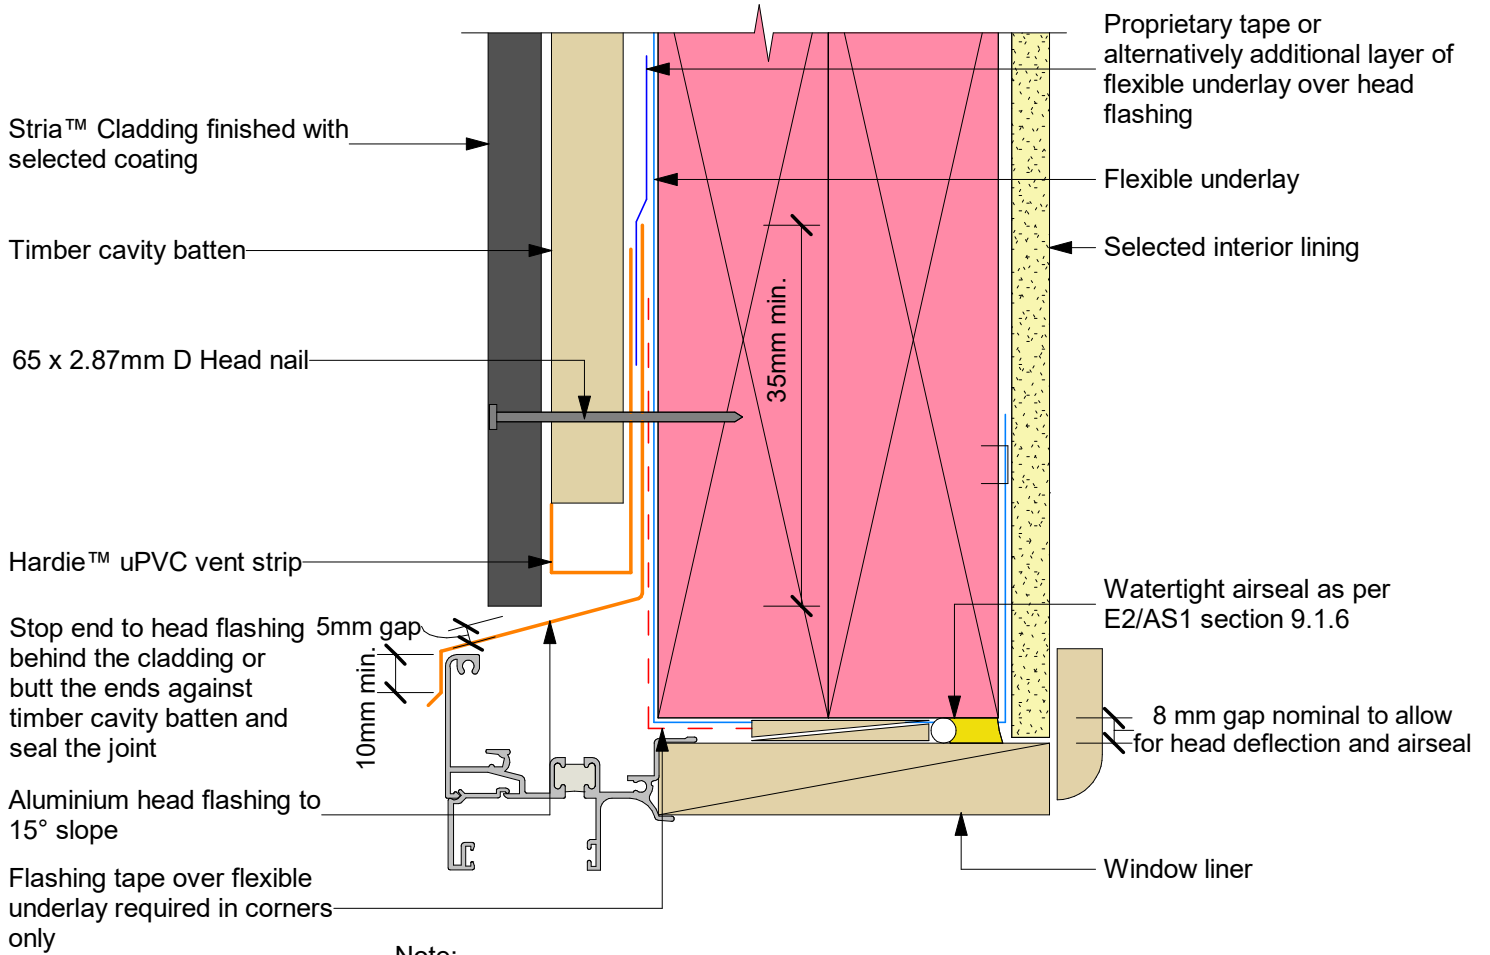 Proprietary tape or
alternatively additional layer of
flexible underlay over head
flashing
Stria™ Cladding finished with
selected coating
Flexible underlay
Timber cavity batten
Selected interior lining
35mm min.
65 x 2.87mm D Head nail
Hardie™ uPVC vent strip
Watertight airseal as per
E2/AS1 section 9.1.6
Stop end to head flashing
behind the cladding or
butt the ends against
timber cavity batten and
seal the joint
5mm gap
10mm min.
8 mm gap nominal to allow
for head deflection and airseal
Aluminium head flashing to
15° slope
Window liner
Flashing tape over flexible
underlay required in corners
only
Note: